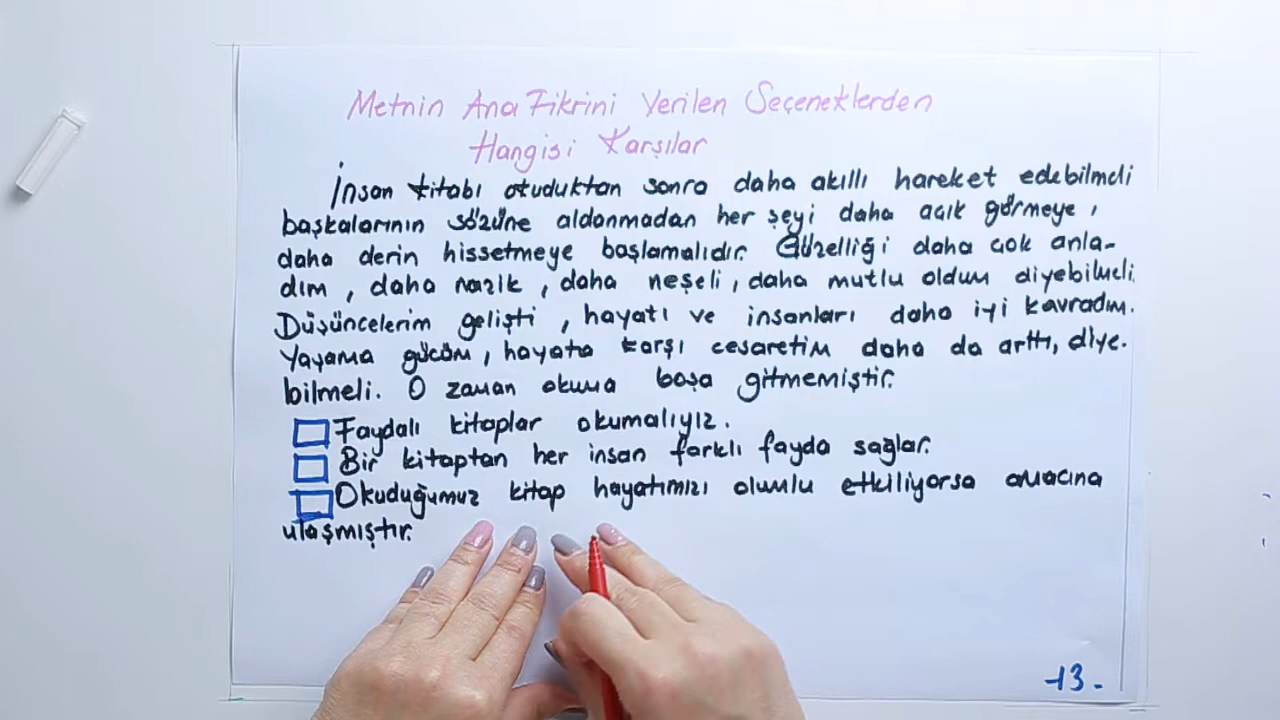 Metnin Ana Fikrini Verilen Seçeneklerden
Hangisi Karşılar
İnsan kitabı okuduktan sonra daha akıllı hareket edebilmeli
başkalarının sözüne aldanmadan her şeyi daha açık görmeye,
daha derin hissetmeye başlamalıdır. Güzelliği daha çok anla-
dım, daha nazik, daha neşeli, daha mutlu oldum diyebilmeli.
Düşüncelerim gelişti, hayatı ve insanları daha iyi kavradım.
Yaşama gücüm, hayata karşı cesaretim daha da arttı, diye-
bilmeli. O zaman okuma boşa gitmemiştir.
Faydalı kitaplar okumalıyız.
Bir kitaptan her insan farklı fayda sağlar.
Okuduğumuz kitap hayatımızı olumlu etkiliyorsa amacına
ulaşmıştır.
-13-